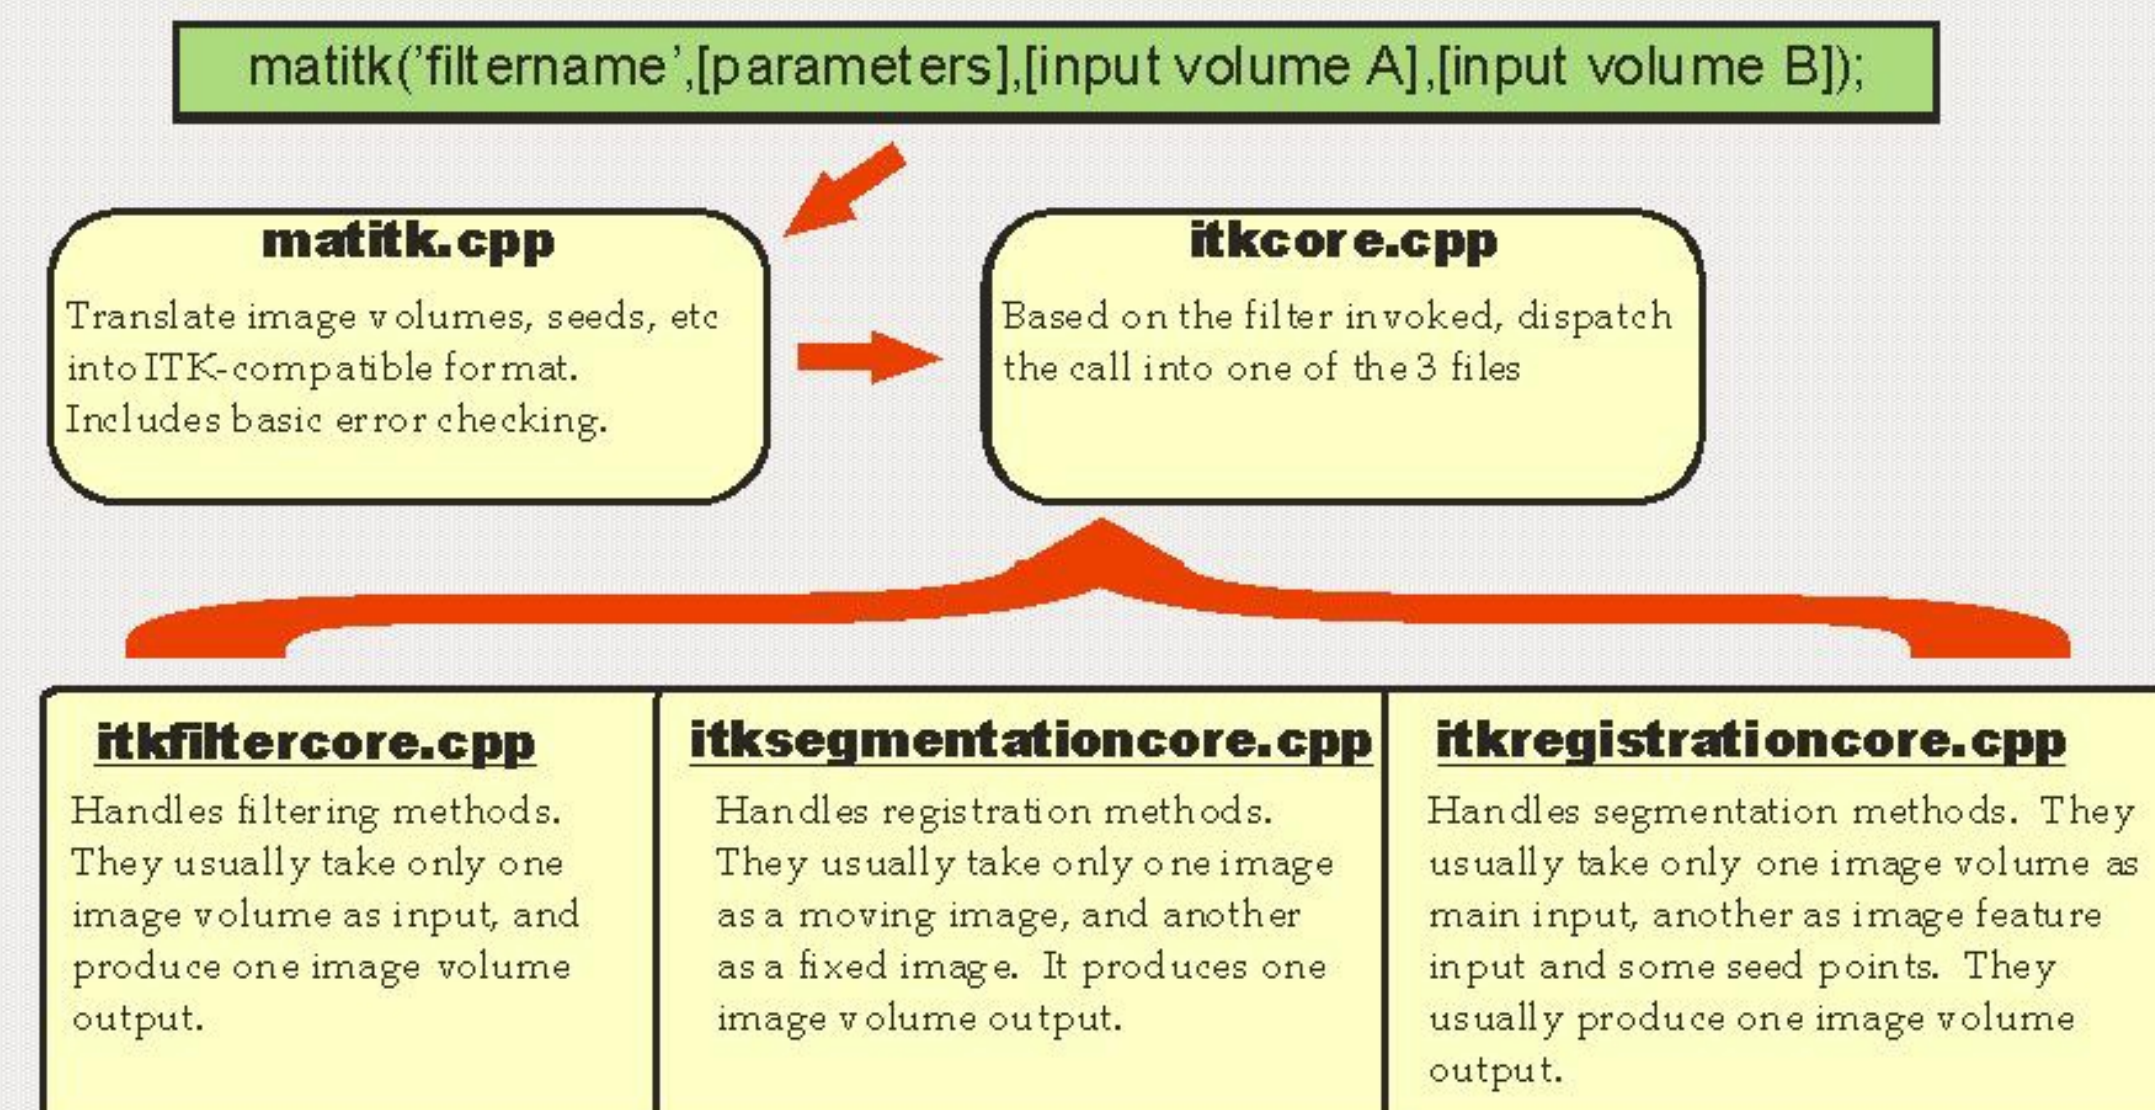 matitk('filtername',[parameters],[input volume A],[input volume B]);
matitk.cpp
Translate image volumes, seeds, etc
into ITK-compatible format.
Includes basic error checking.
itkcore.cpp
Based on the filter invoked, dispatch
the call into one of the 3 files
itkfiltercore.cpp
Handles filtering methods.
They usually take only one
image volume as input, and
produce one image volume
output.
itksegmentationcore.cpp
Handles registration methods.
They usually take only one image
as a moving image, and another
as a fixed image. It produces one
image volume output.
itkregistrationcore.cpp
Handles segmentation methods. They
usually take only one image volume as
main input, another as image feature
input and some seed points. They
usually produce one image volume
output.